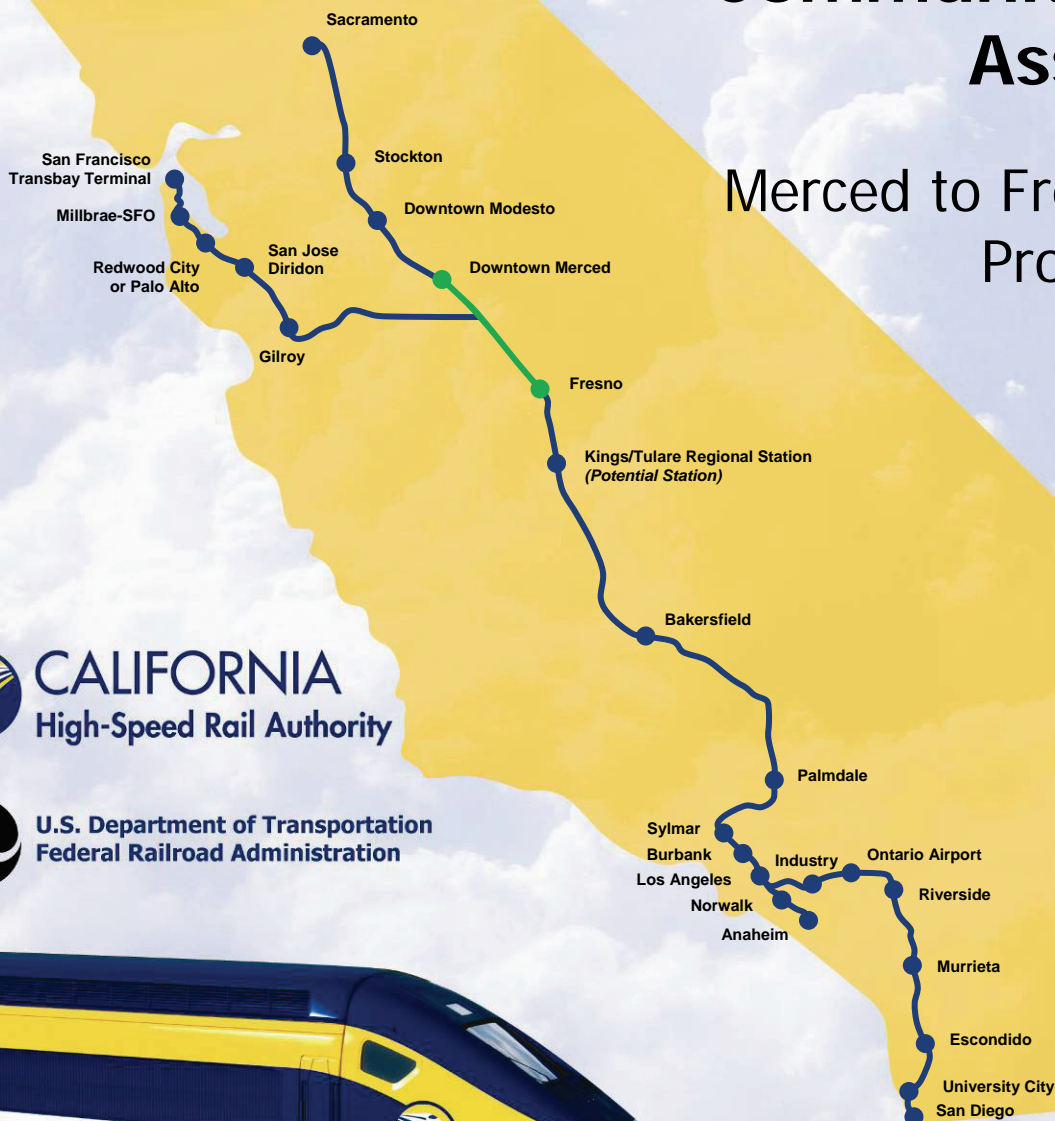 Ass
Merced to Fre
Pro
Sacramento
Stockton
San Francisco
Transbay Terminal
Millbrae-SFO
Downtown Modesto
San Jose
Diridon
Redwood City
or Palo Alto
Downtown Merced
Gilroy
Fresno
Kings/Tulare Regional Station
(Potential Station)
Bakersfield
CALIFORNIA
High-Speed Rail Authority
Palmdale
U.S. Department of Transportation
Federal Railroad Administration
Sylmar
Burbank
Los Angeles
Industry
Ontario Airport
Norwalk
Riverside
Anaheim
Murrieta
Escondido
University City
San Diego